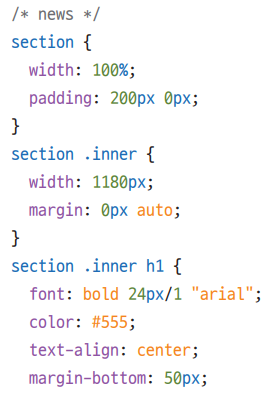 /* news */
section {
  width: 100%;
  padding: 200px 0px;
}
section .inner {
  width: 1180px;
  margin: 0px auto;
}
section .inner h1 {
  font: bold 24px/1 "arial";
  color: #555;
  text-align: center;
  margin-bottom: 50px;